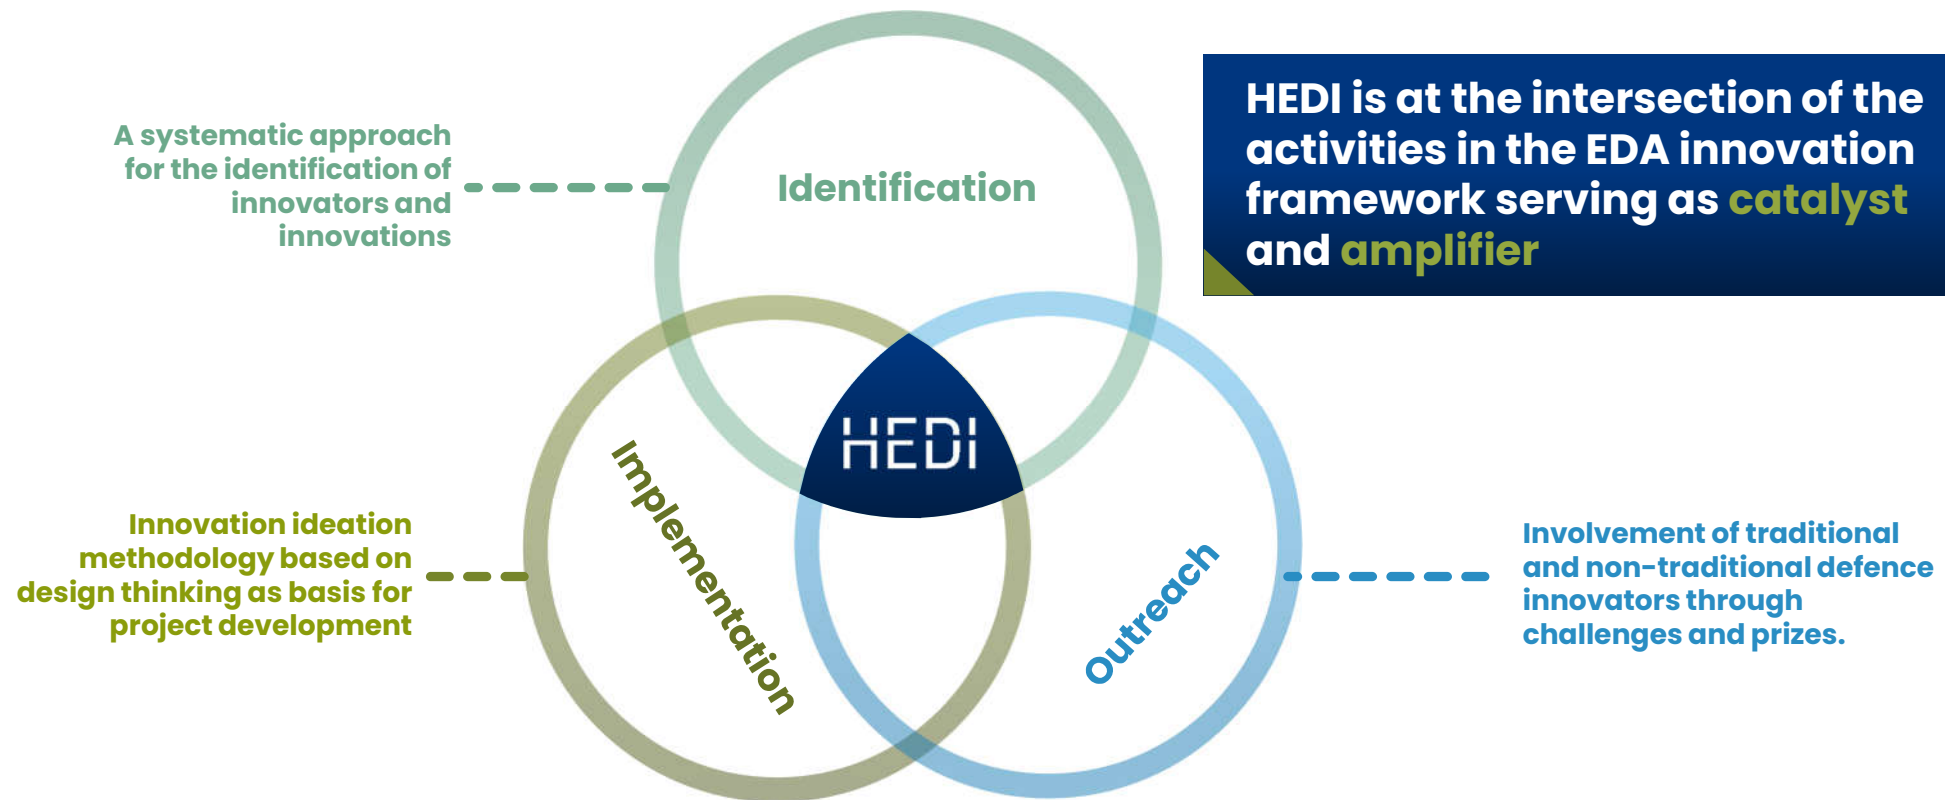 A systematic approach
for the identification of
innovators and
innovations
Identification
HEDI is at the intersection of the
activities in the EDA innovation
framework serving as catalyst
and amplifier
HEDI
Implementation
Innovation ideation
methodology based on
design thinking as basis for
project development
Outreach
Involvement of traditional
and non-traditional defence
innovators through
challenges and prizes.